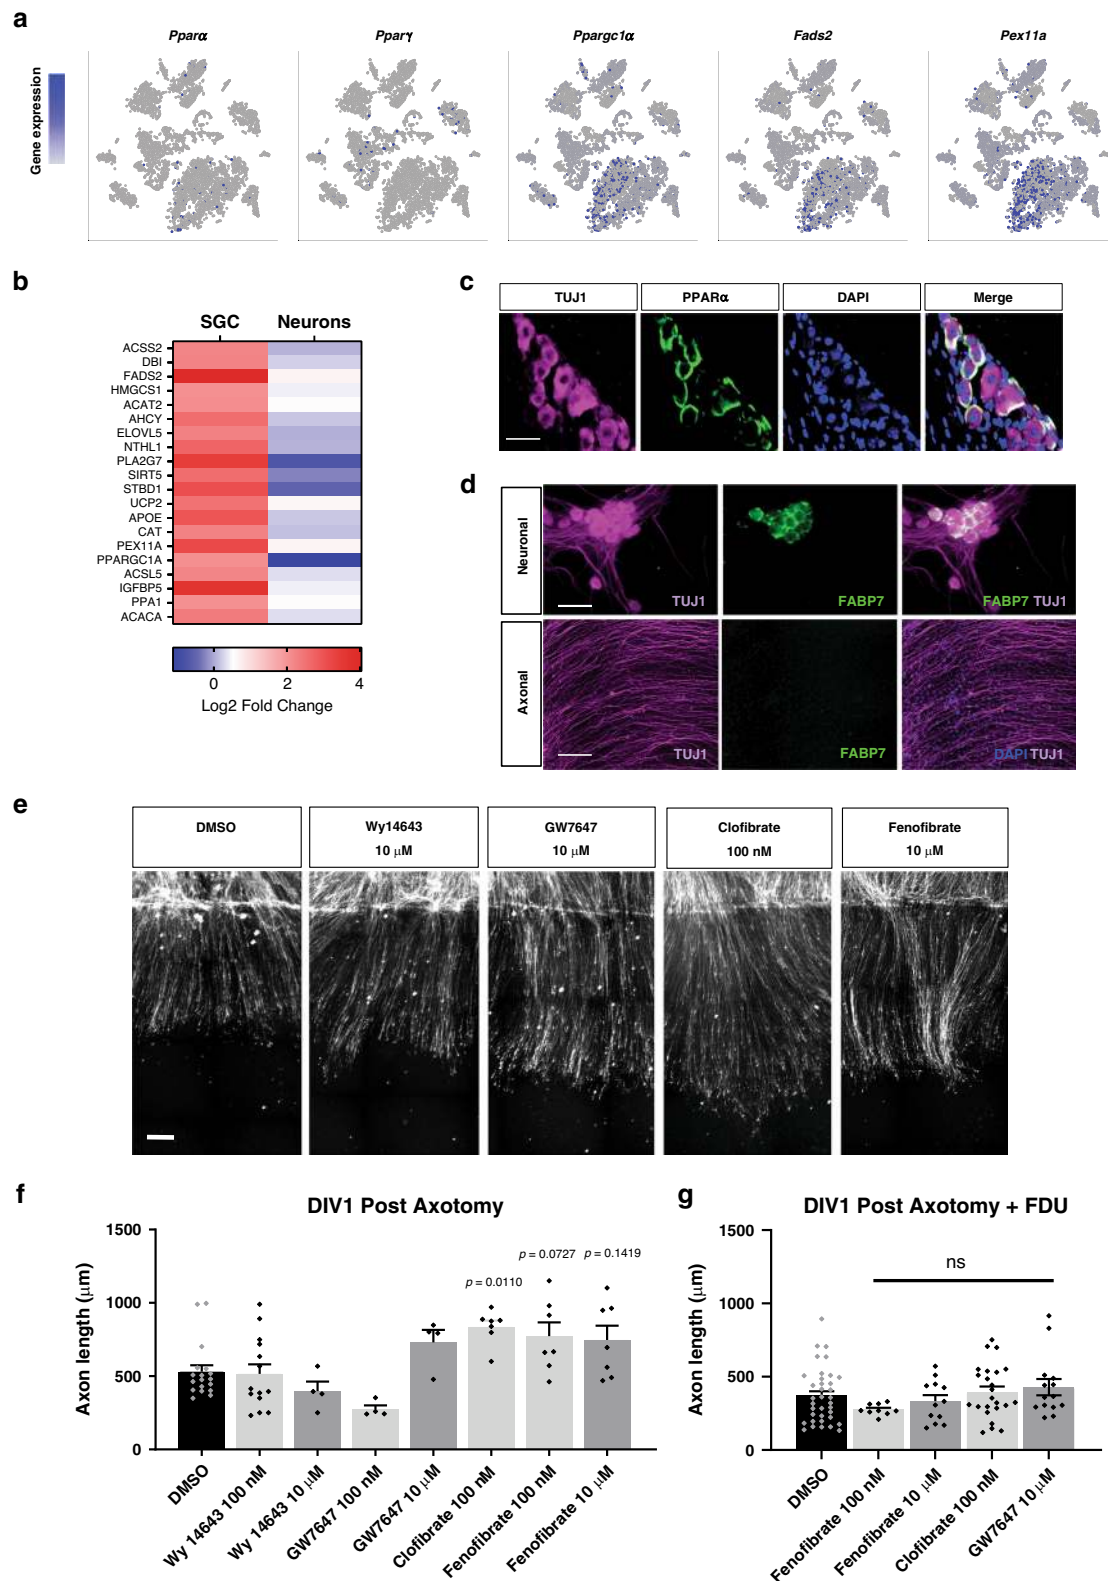 a
Pparα
Pparγ
Ppargc1α
Fads2
Pex11a
Gene expression
b
SGC
Neurons
ACSS2
DBI
FADS2
HMGCS1
ACAT2
AHCY
ELOVL5
NTHL1
PLA2G7
SIRT5
STBD1
UCP2
APOE
CAT
PEX11A
PPARGC1A
ACSL5
IGFBP5
PPA1
ACACA
0 2 4
Log2 Fold Change
c
TUJ1
PPARα
DAPI
Merge
d
Neuronal
TUJ1
FABP7
FABP7 TUJ1
Axonal
TUJ1
FABP7
DAPI TUJ1
e
DMSO
Wy14643
10 μM
GW7647
10 μM
Clofibrate
100 nM
Fenofibrate
10 μM
f
DIV1 Post Axotomy
Axon length (μm)
1500
1000
500
0
p = 0.0110
p = 0.0727
p = 0.1419
DMSO
Wy 14643 100 nM
Wy 14643 10 μM
GW7647 100 nM
GW7647 10 μM
Clofibrate 100 nM
Fenofibrate 100 nM
Fenofibrate 10 μM
g
DIV1 Post Axotomy + FDU
Axon length (μm)
1500
1000
500
0
ns
DMSO
Fenofibrate 100 nM
Fenofibrate 10 μM
Clofibrate 100 nM
GW7647 10 μM